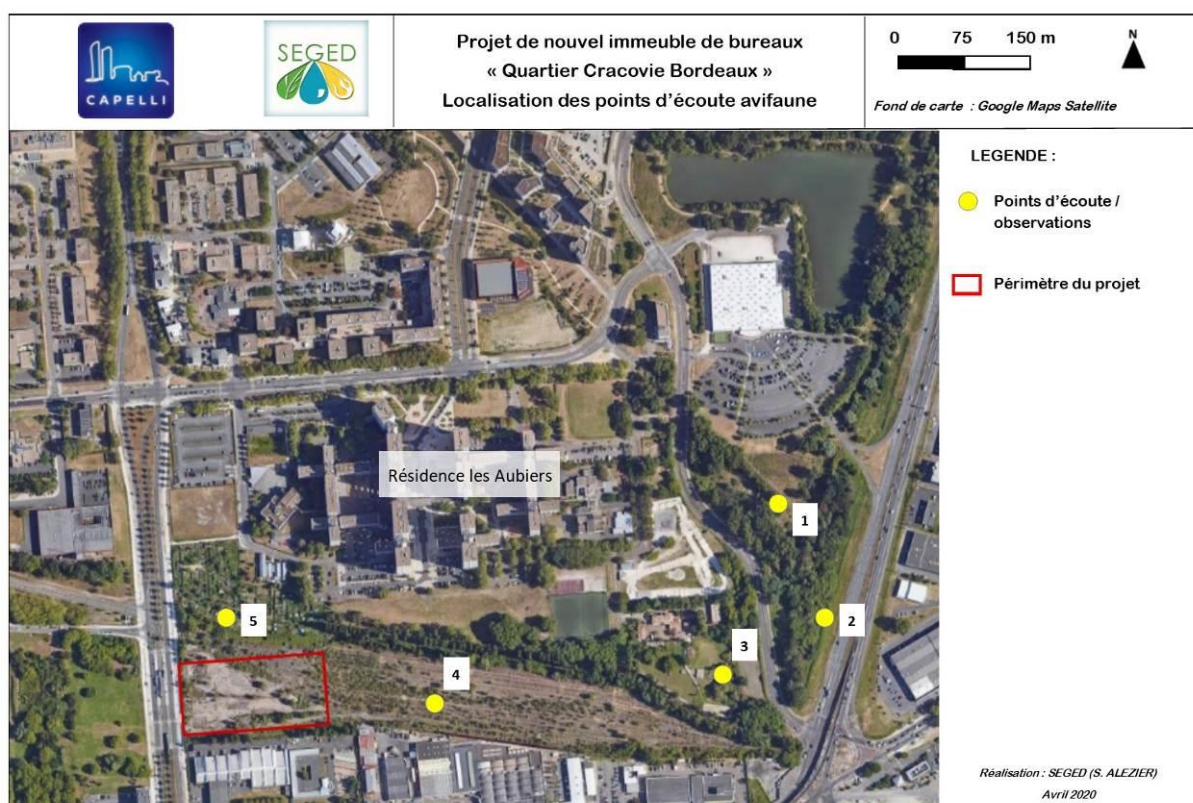 CAPELLI
SEGED
Projet de nouvel immeuble de bureaux
« Quartier Cracovie Bordeaux »
Localisation des points d’écoute avifaune
0 75 150 m
N
Fond de carte : Google Maps Satellite
LEGENDE :
Points d’écoute /
observations
Périmètre du projet
Résidence les Aubiers
1
2
3
4
5
Réalisation : SEGED (S. ALEZIER)
Avril 2020